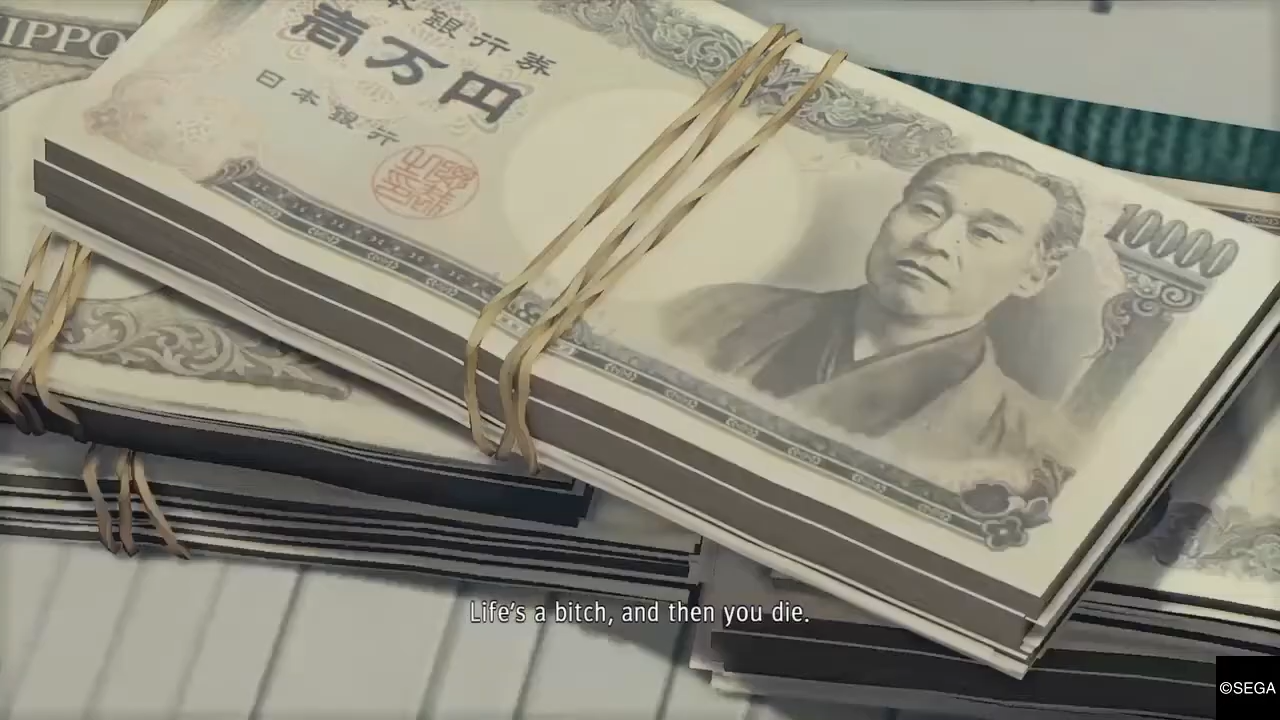 IPPO
本銀行券
壱万円
日本銀行
10000
Life's a bitch, and then you die.
©SEGA